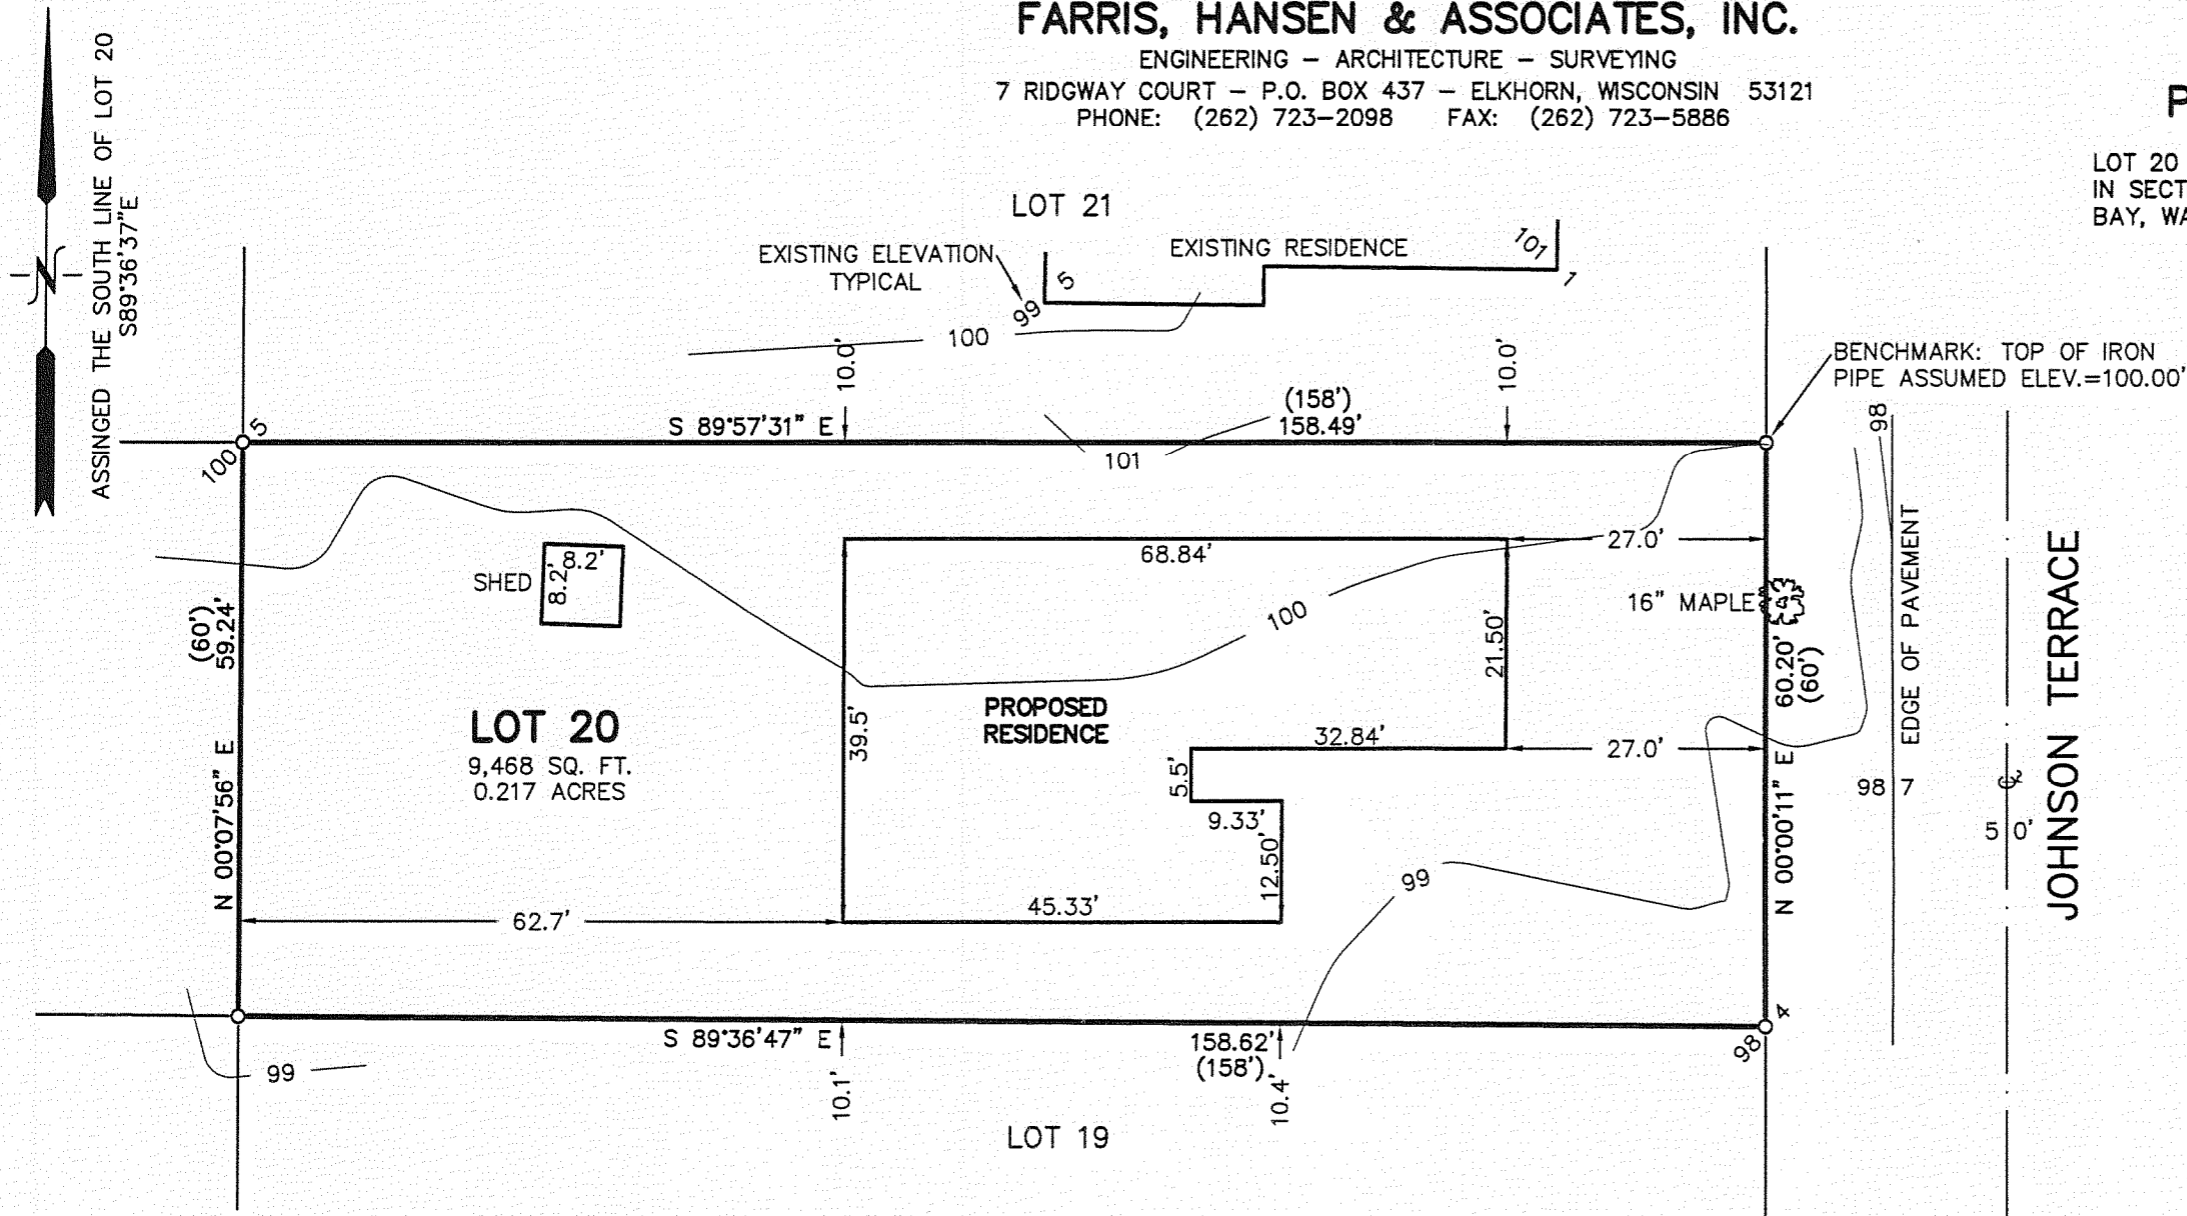 FARRIS, HANSEN & ASSOCIATES, INC.
ENGINEERING – ARCHITECTURE – SURVEYING
7 RIDGWAY COURT – P.O. BOX 437 – ELKHORN, WISCONSIN 53121
PHONE: (262) 723–2098 FAX: (262) 723–5886
P
LOT 20
IN SECT
BAY, WA
N
ASSINGED THE SOUTH LINE OF LOT 20
S89°36'37"E
LOT 21
EXISTING ELEVATION
TYPICAL
EXISTING RESIDENCE
101
1
5
99
100
10.0'
10.0'
BENCHMARK: TOP OF IRON
PIPE ASSUMED ELEV.=100.00'
(158')
S 89°57'31" E
158.49'
101
100
5
98
SHED
8.2'
8.2'
68.84'
27.0'
16" MAPLE
100
21.50'
(60')
59.24'
N 00°07'56" E
LOT 20
9,468 SQ. FT.
0.217 ACRES
39.5'
PROPOSED
RESIDENCE
32.84'
27.0'
5.5'
9.33'
12.50'
45.33'
62.7'
99
60.20'
(60')
N 00°00'11" E
EDGE OF PAVEMENT
98 7
5 0'
JOHNSON TERRACE
S 89°36'47" E
158.62'
(158')
10.1'
10.4'
99
98
4
LOT 19